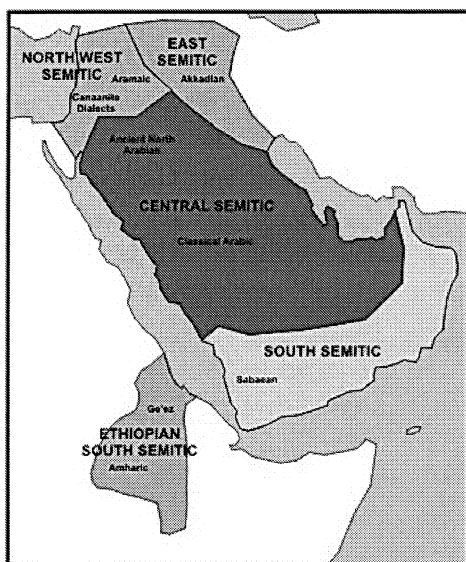 NORTH WEST
SEMITIC
Aramaic
Canaanite
Dialects
EAST
SEMITIC
Akkadian
Ancient North
Arabian
CENTRAL SEMITIC
Classical Arabic
SOUTH SEMITIC
Sabaean
Ge'ez
ETHIOPIAN
SOUTH SEMITIC
Amharic